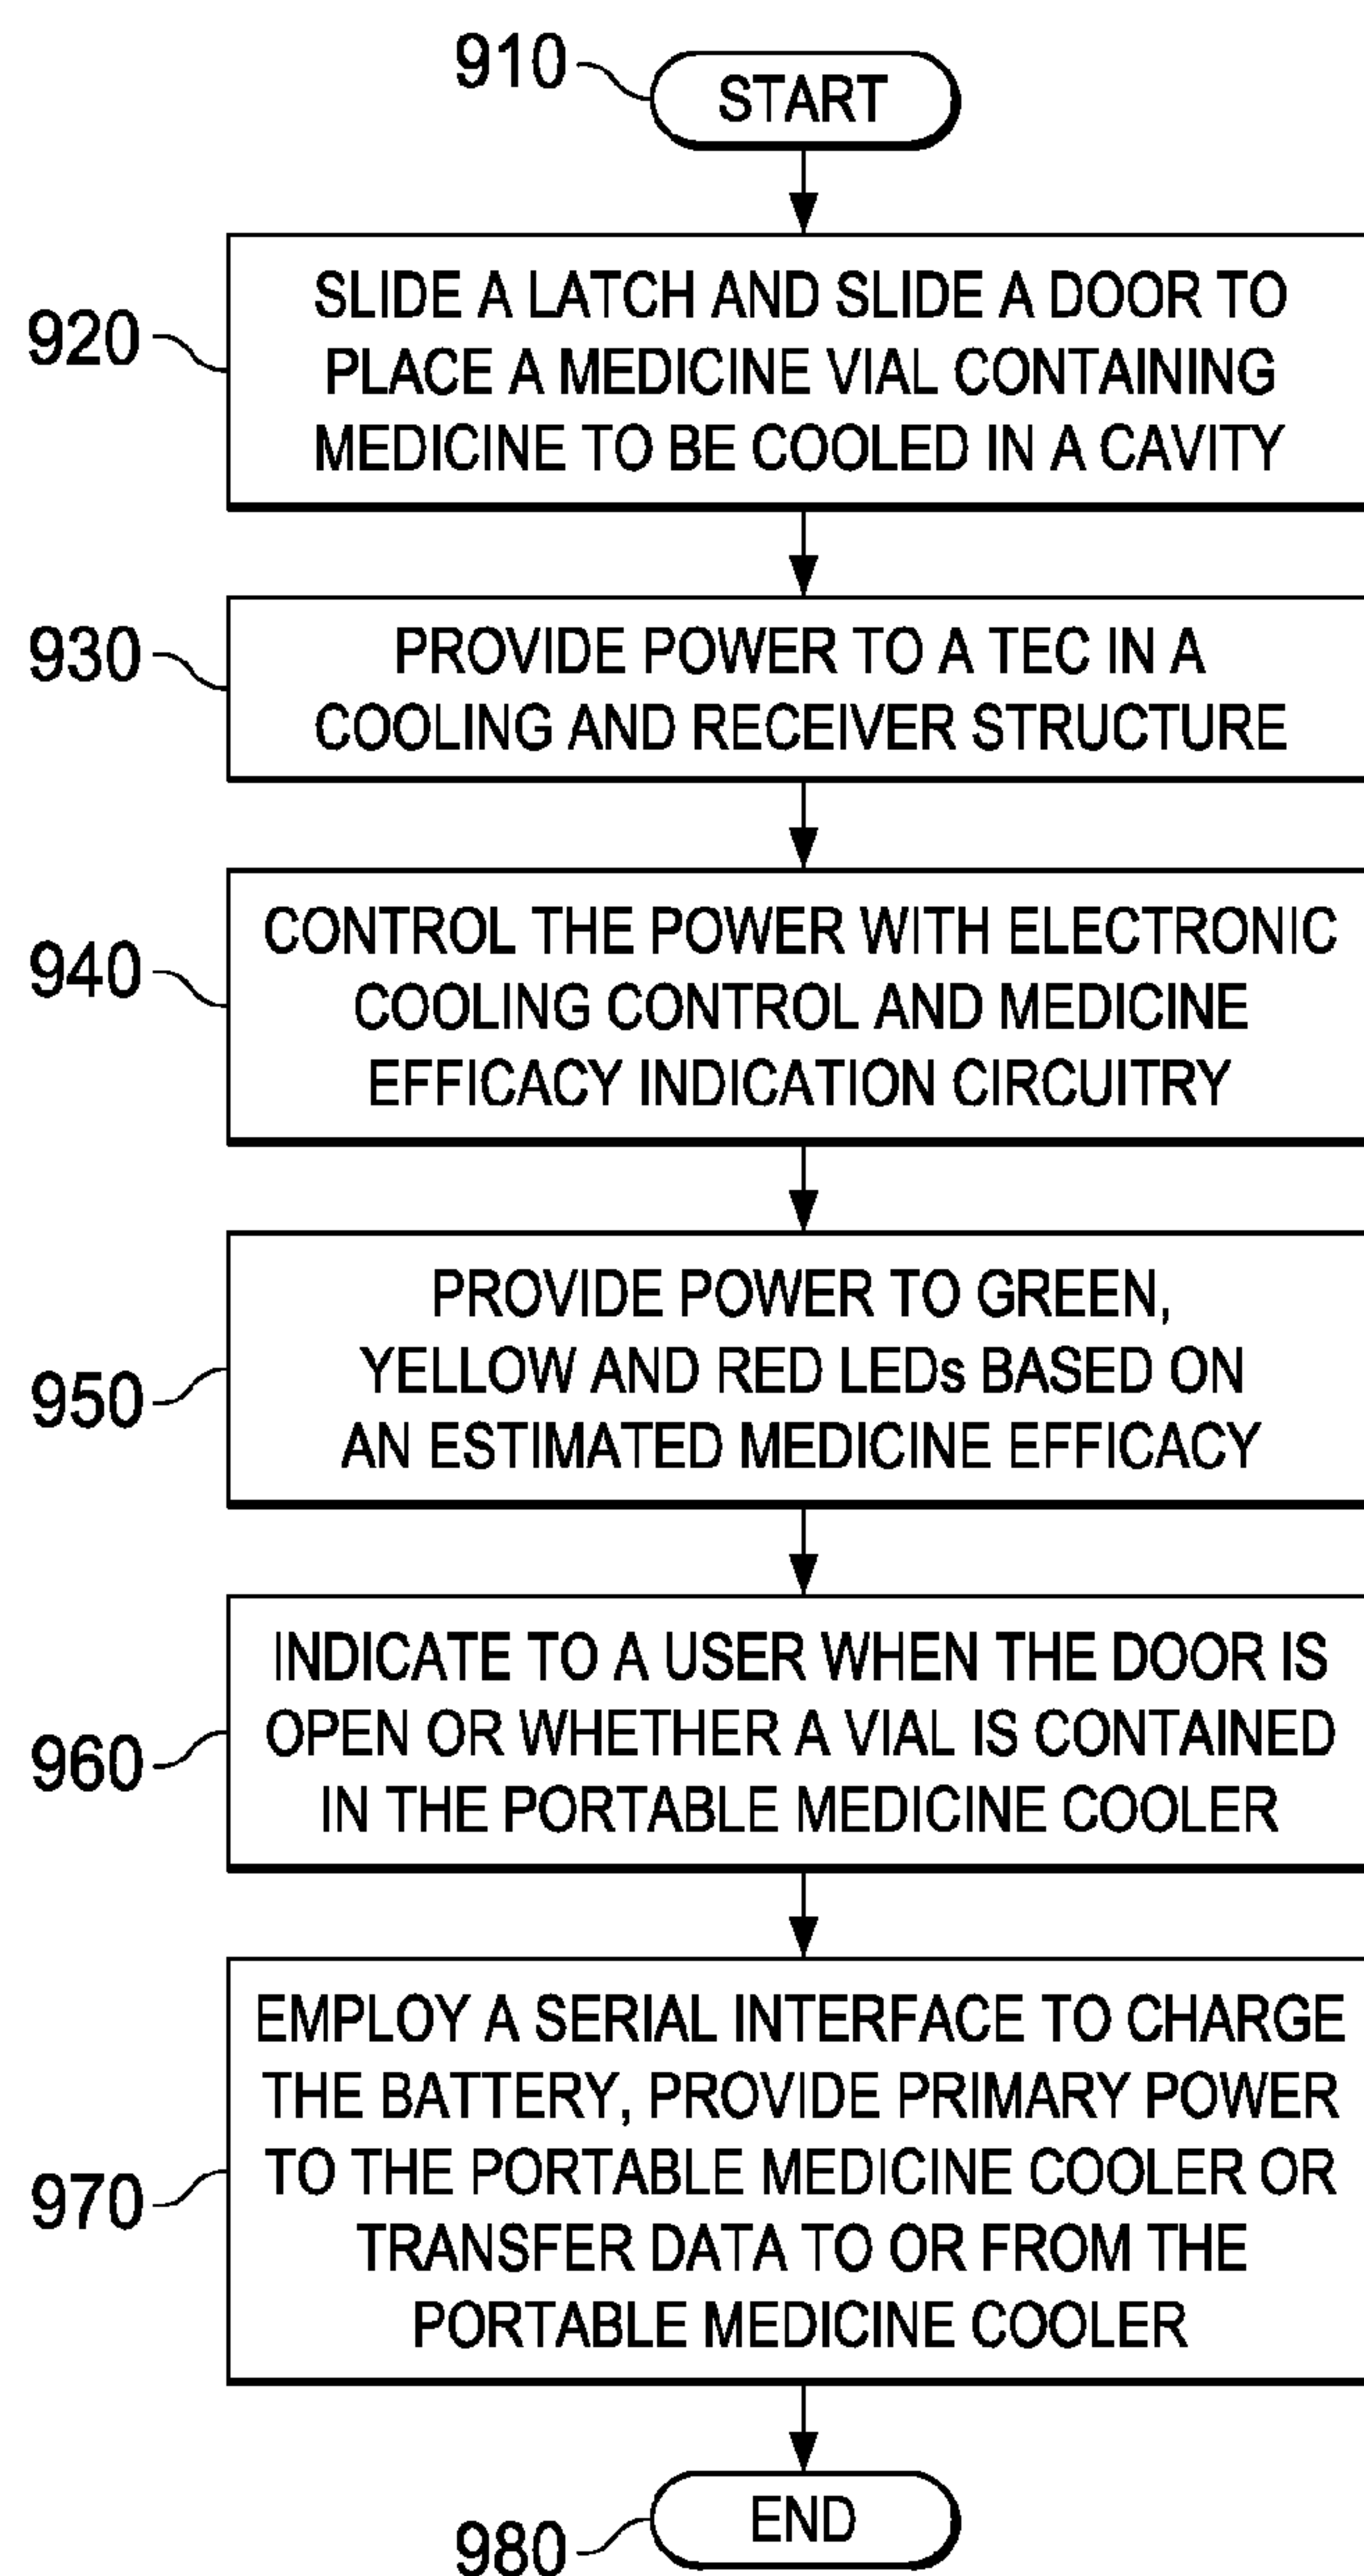 910
START
920
SLIDE A LATCH AND SLIDE A DOOR TO
PLACE A MEDICINE VIAL CONTAINING
MEDICINE TO BE COOLED IN A CAVITY
930
PROVIDE POWER TO A TEC IN A
COOLING AND RECEIVER STRUCTURE
940
CONTROL THE POWER WITH ELECTRONIC
COOLING CONTROL AND MEDICINE
EFFICACY INDICATION CIRCUITRY
950
PROVIDE POWER TO GREEN,
YELLOW AND RED LEDs BASED ON
AN ESTIMATED MEDICINE EFFICACY
960
INDICATE TO A USER WHEN THE DOOR IS
OPEN OR WHETHER A VIAL IS CONTAINED
IN THE PORTABLE MEDICINE COOLER
970
EMPLOY A SERIAL INTERFACE TO CHARGE
THE BATTERY, PROVIDE PRIMARY POWER
TO THE PORTABLE MEDICINE COOLER OR
TRANSFER DATA TO OR FROM THE
PORTABLE MEDICINE COOLER
980
END